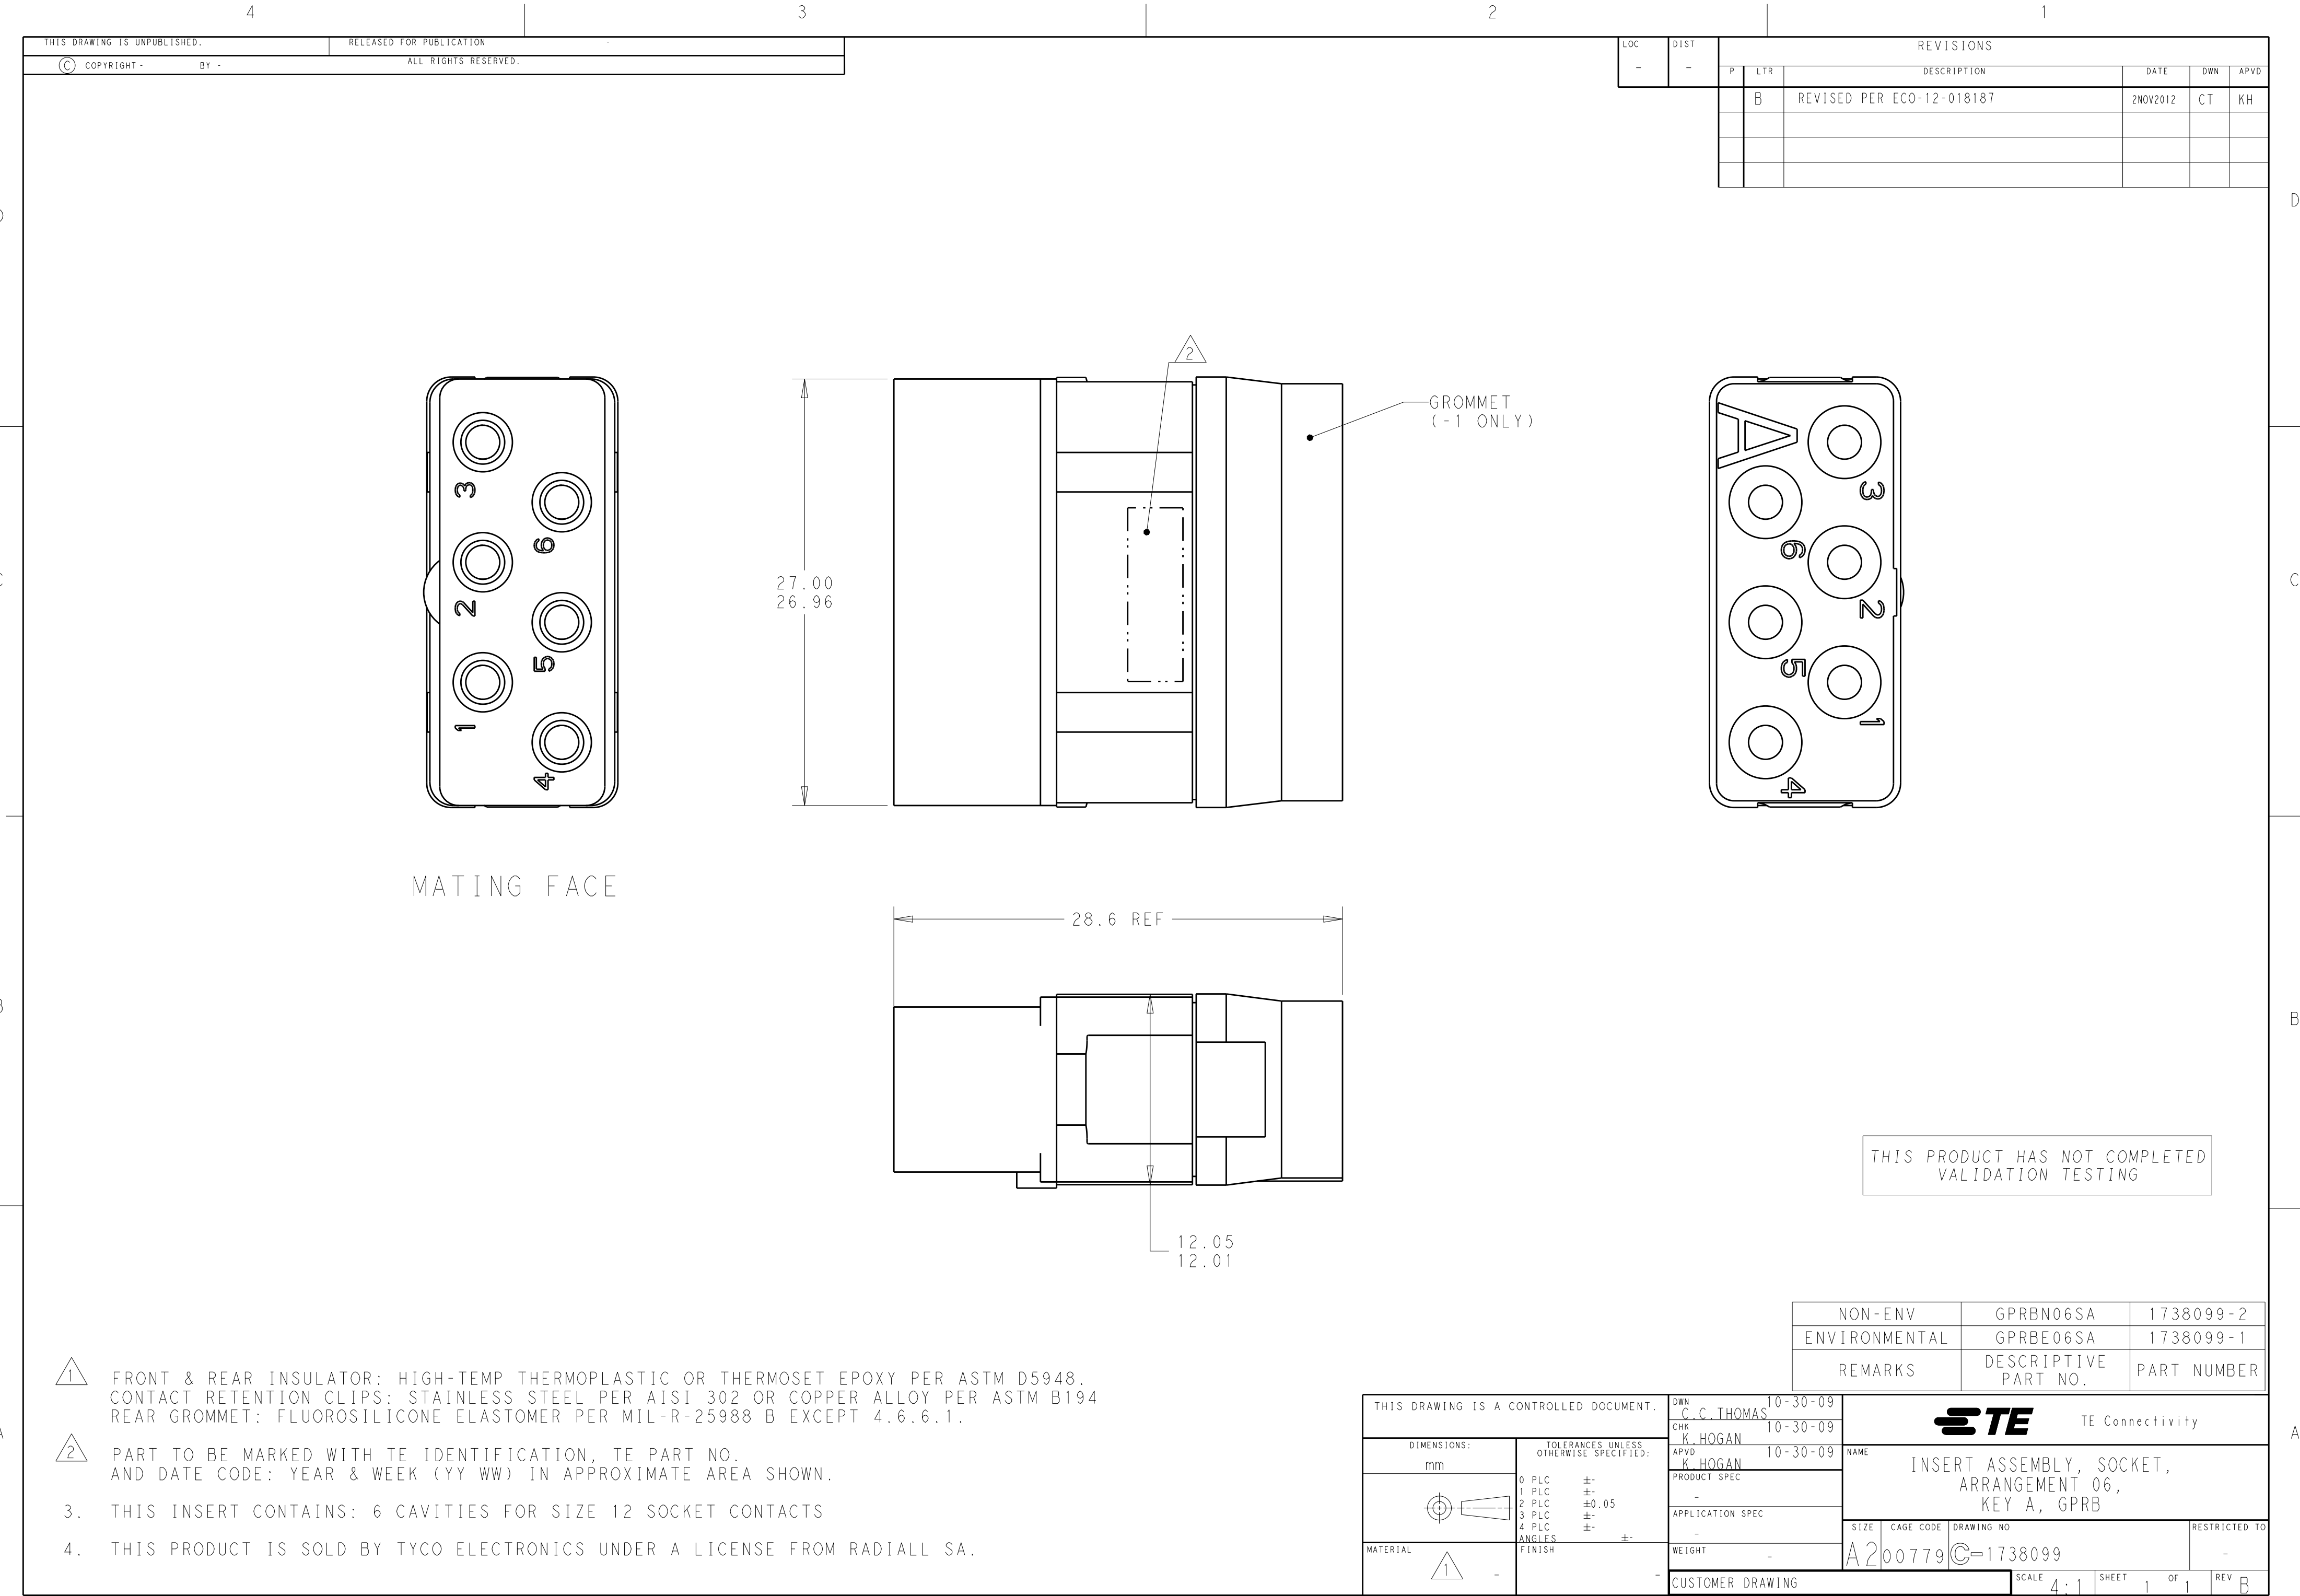 4 3 2 1
THIS DRAWING IS UNPUBLISHED. RELEASED FOR PUBLICATION -
© COPYRIGHT - BY - ALL RIGHTS RESERVED.
LOC DIST REVISIONS
- -
P LTR DESCRIPTION DATE DWN APVD
B REVISED PER ECO-12-018187 2NOV2012 CT KH
D
D
2
GROMMET
(-1 ONLY)
A
3
6
2
5
1
4
3
6
2
5
1
4
27.00
26.96
C
C
MATING FACE
28.6 REF
B
B
12.05
12.01
THIS PRODUCT HAS NOT COMPLETED
VALIDATION TESTING
NON-ENV GPRBN06SA 1738099-2
ENVIRONMENTAL GPRBE06SA 1738099-1
REMARKS DESCRIPTIVE PART NO. PART NUMBER
1 FRONT & REAR INSULATOR: HIGH-TEMP THERMOPLASTIC OR THERMOSET EPOXY PER ASTM D5948.
CONTACT RETENTION CLIPS: STAINLESS STEEL PER AISI 302 OR COPPER ALLOY PER ASTM B194
REAR GROMMET: FLUOROSILICONE ELASTOMER PER MIL-R-25988 B EXCEPT 4.6.6.1.
2 PART TO BE MARKED WITH TE IDENTIFICATION, TE PART NO.
AND DATE CODE: YEAR & WEEK (YY WW) IN APPROXIMATE AREA SHOWN.
3. THIS INSERT CONTAINS: 6 CAVITIES FOR SIZE 12 SOCKET CONTACTS
4. THIS PRODUCT IS SOLD BY TYCO ELECTRONICS UNDER A LICENSE FROM RADIALL SA.
A
A
THIS DRAWING IS A CONTROLLED DOCUMENT.
DIMENSIONS:
mm
TOLERANCES UNLESS
OTHERWISE SPECIFIED:
0 PLC ±-
1 PLC ±-
2 PLC ±0.05
3 PLC ±-
4 PLC ±-
ANGLES ±-
MATERIAL 1 -
FINISH -
DWN 10-30-09
C.C.THOMAS
CHK 10-30-09
K.HOGAN
APVD 10-30-09
K.HOGAN
PRODUCT SPEC
-
APPLICATION SPEC
-
WEIGHT -
CUSTOMER DRAWING
TE TE Connectivity
NAME
INSERT ASSEMBLY, SOCKET,
ARRANGEMENT 06,
KEY A, GPRB
SIZE CAGE CODE DRAWING NO RESTRICTED TO
A2 00779 C-1738099 -
SCALE 4:1 SHEET 1 OF 1 REV B